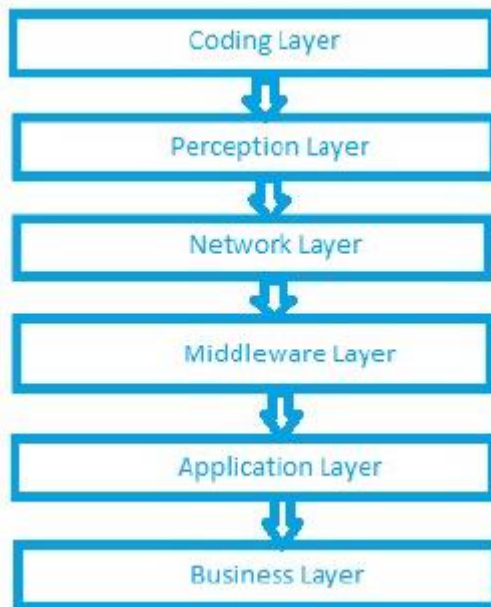 Coding Layer
Perception Layer
Network Layer
Middleware Layer
Application Layer
Business Layer